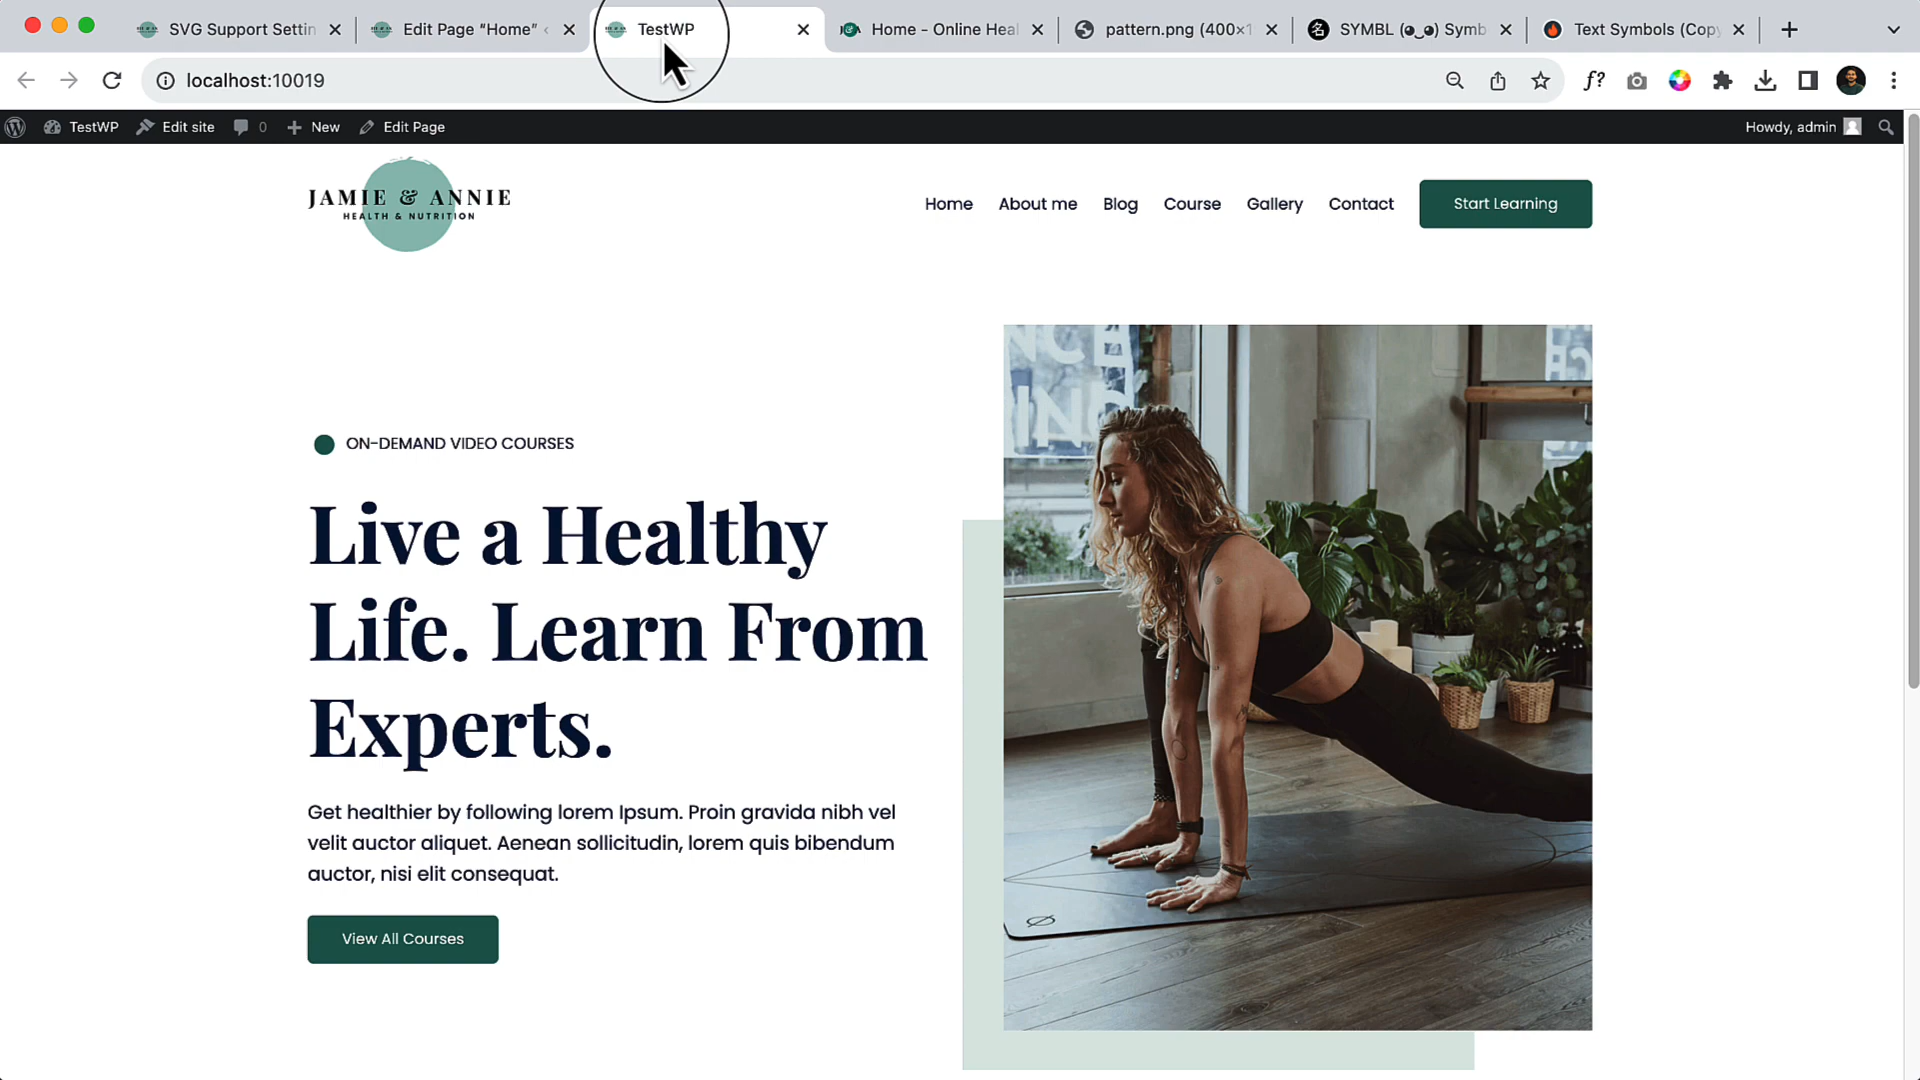 SVG Support Settin
Edit Page “Home” ‹
TestWP
Home - Online Heal
pattern.png (400×1
SYMBL (◕‿◕) Symb
Text Symbols (Copy
localhost:10019
f?
TestWP
Edit site
0
New
Edit Page
Howdy, admin
JAMIE & ANNIE
HEALTH & NUTRITION
Home
About me
Blog
Course
Gallery
Contact
Start Learning
ON-DEMAND VIDEO COURSES
Live a Healthy
Life. Learn From
Experts.
Get healthier by following lorem Ipsum. Proin gravida nibh vel
velit auctor aliquet. Aenean sollicitudin, lorem quis bibendum
auctor, nisi elit consequat.
View All Courses